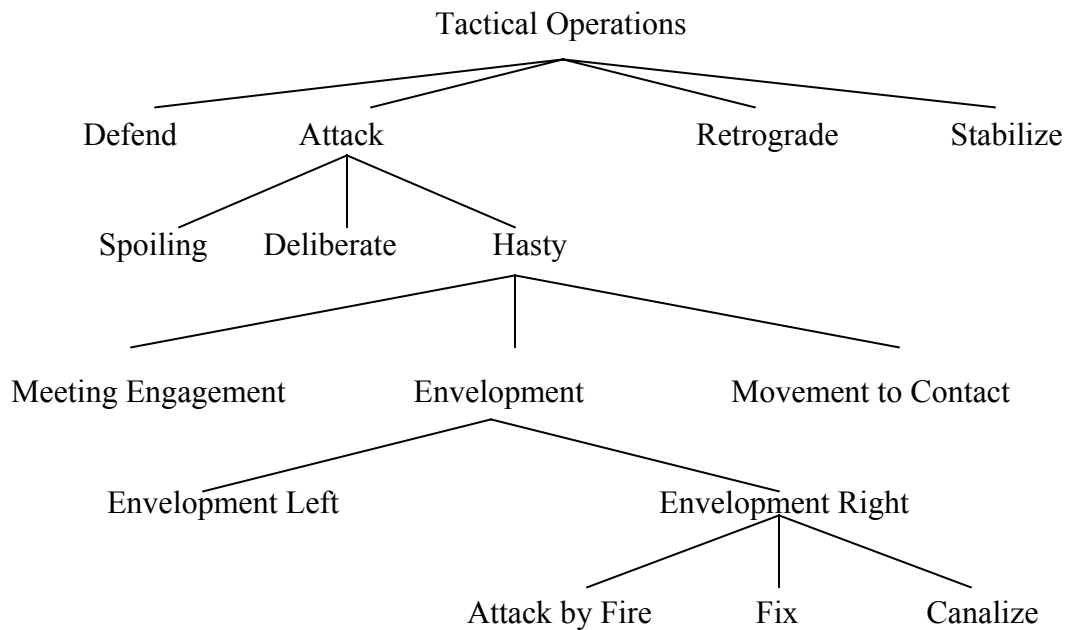 Tactical Operations
Defend Attack Retrograde Stabilize
Spoiling Deliberate Hasty
Meeting Engagement Envelopment Movement to Contact
Envelopment Left Envelopment Right
Attack by Fire Fix Canalize